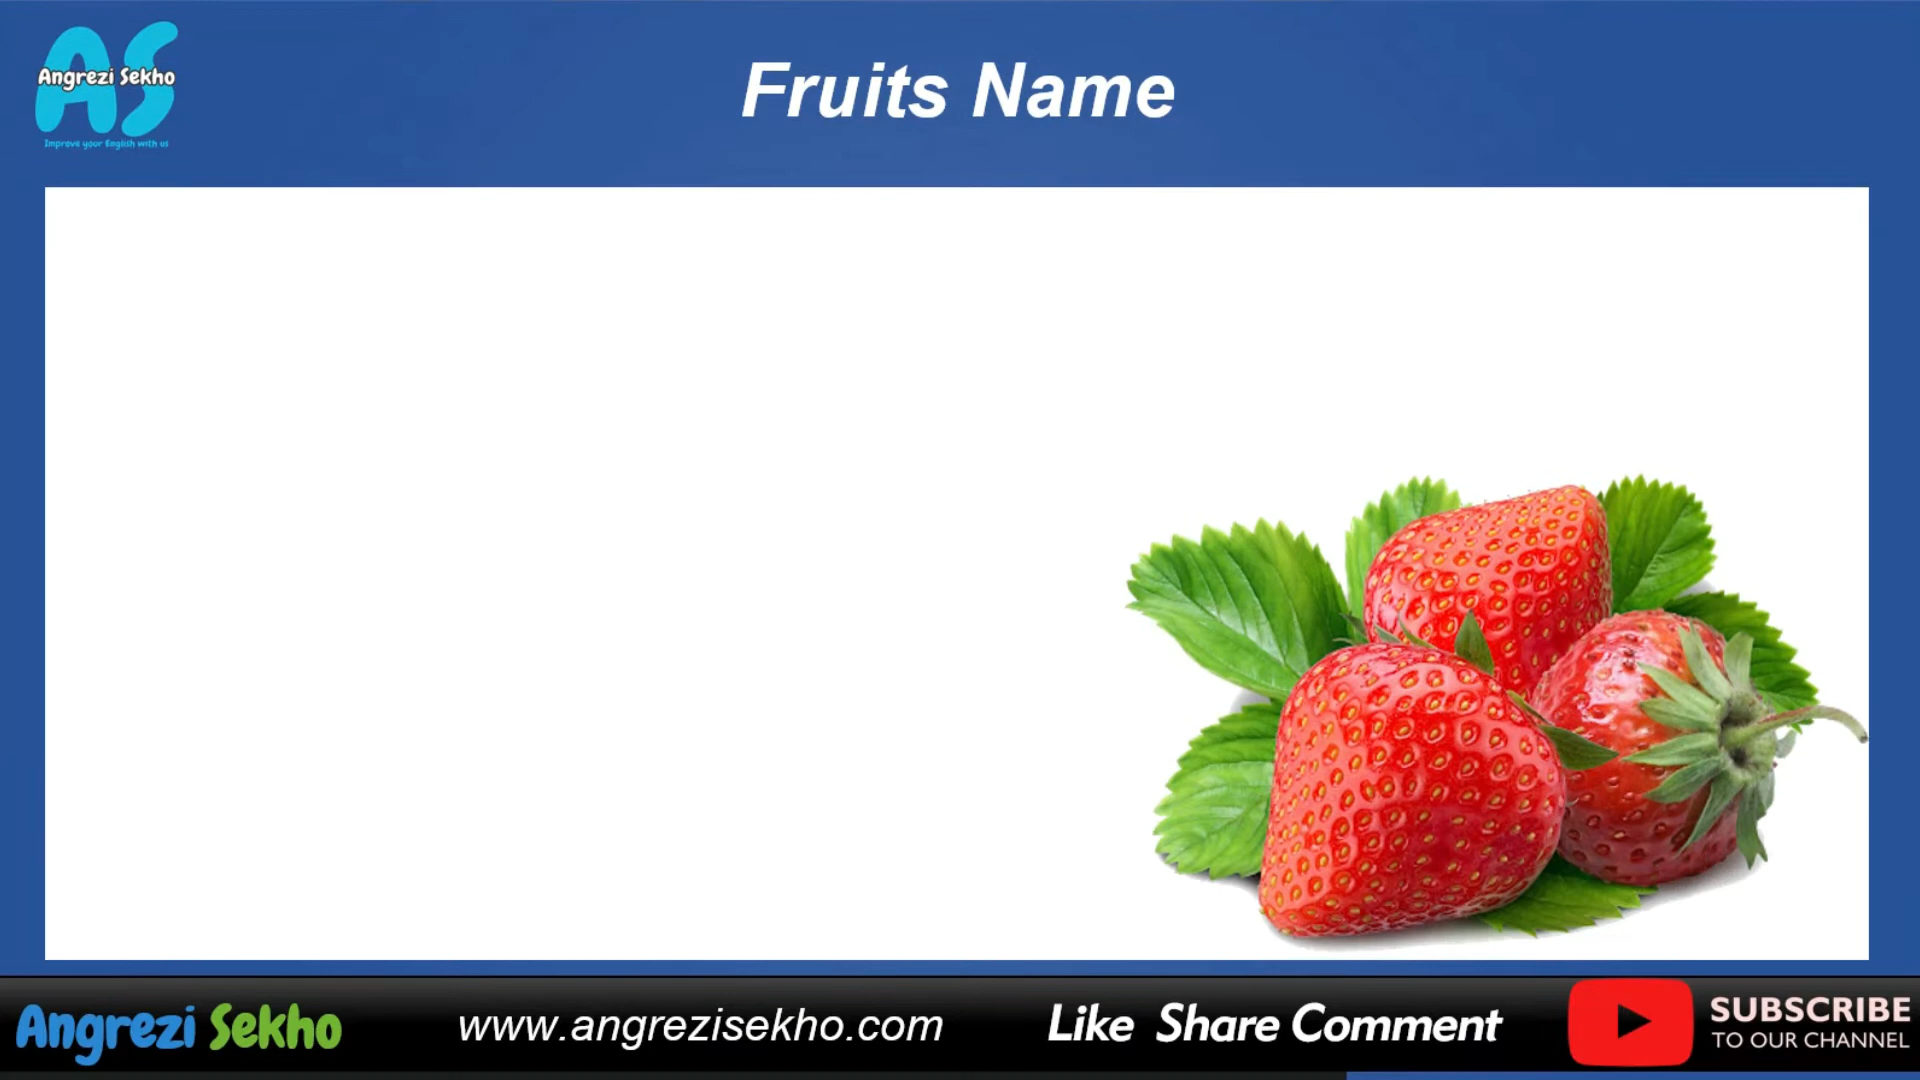 Angrezi Sekho
Improve your English with us
Fruits Name
Angrezi Sekho
www.angrezisekho.com
Like Share Comment
SUBSCRIBE
TO OUR CHANNEL